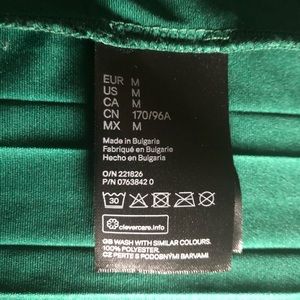 EUR M
US M
CA M
CN 170/96A
MX M
Made in Bulgaria
Fabriqué en Bulgarie
Hecho en Bulgaria
O/N 221826
P/N 0763842 0
30
clevercare.info
GB WASH WITH SIMILAR COLOURS.
100% POLYESTER.
CZ PERTE S PODOBNÝMI BARVAMI